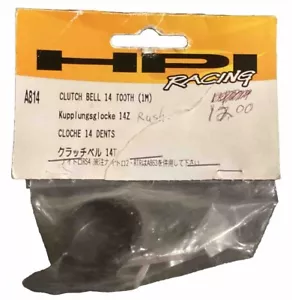 HPI
RACING
A814
CLUTCH BELL 14 TOOTH (1M)
Kupplungsglocke 14Z
Rush
12.00
CLOCHE 14 DENTS
クラッチベル 14T